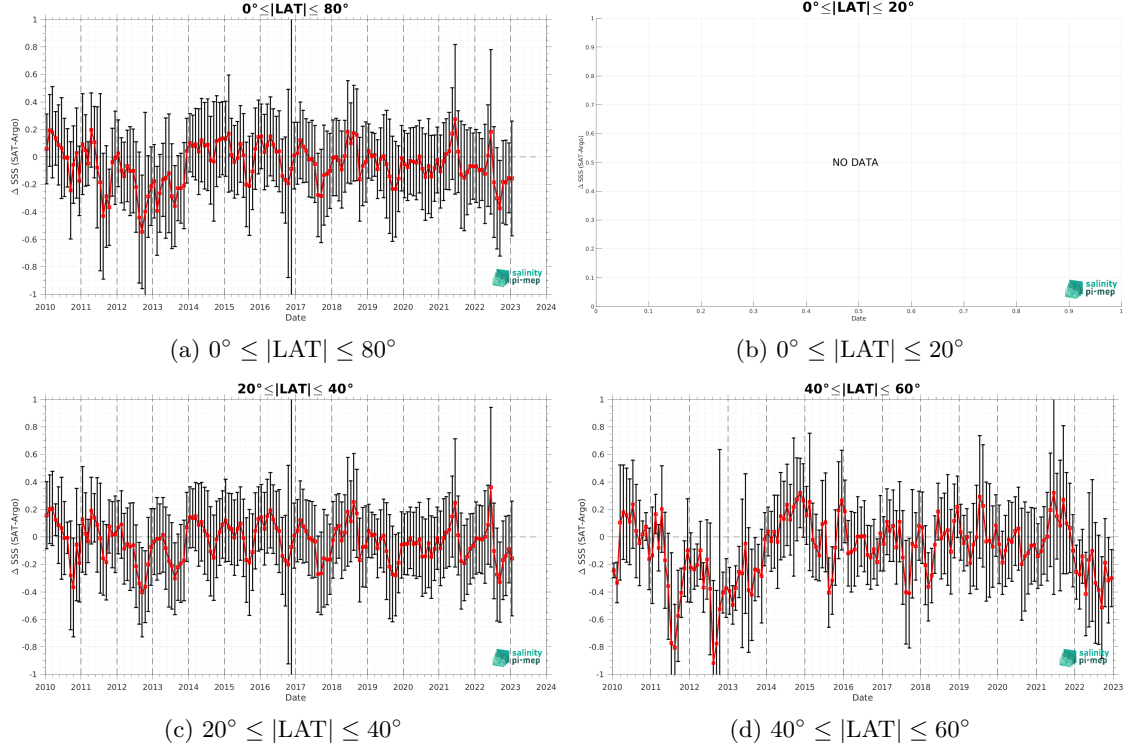 0°≤|LAT|≤ 80°
Δ SSS (SAT-Argo)
1
0.8
0.6
0.4
0.2
0
-0.2
-0.4
-0.6
-0.8
-1
2010 2011 2012 2013 2014 2015 2016 2017 2018 2019 2020 2021 2022 2023 2024
Date
salinity
pi-mep
(a) 0° ≤ |LAT| ≤ 80°
0°≤|LAT|≤ 20°
Δ SSS (SAT-Argo)
1
0.9
0.8
0.7
0.6
0.5
0.4
0.3
0.2
0.1
0
NO DATA
0 0.1 0.2 0.3 0.4 0.5 0.6 0.7 0.8 0.9 1
Date
salinity
pi-mep
(b) 0° ≤ |LAT| ≤ 20°
20°≤|LAT|≤ 40°
Δ SSS (SAT-Argo)
1
0.8
0.6
0.4
0.2
0
-0.2
-0.4
-0.6
-0.8
-1
2010 2011 2012 2013 2014 2015 2016 2017 2018 2019 2020 2021 2022 2023 2024
Date
salinity
pi-mep
(c) 20° ≤ |LAT| ≤ 40°
40°≤|LAT|≤ 60°
Δ SSS (SAT-Argo)
1
0.8
0.6
0.4
0.2
0
-0.2
-0.4
-0.6
-0.8
-1
2010 2011 2012 2013 2014 2015 2016 2017 2018 2019 2020 2021 2022 2023
Date
salinity
pi-mep
(d) 40° ≤ |LAT| ≤ 60°